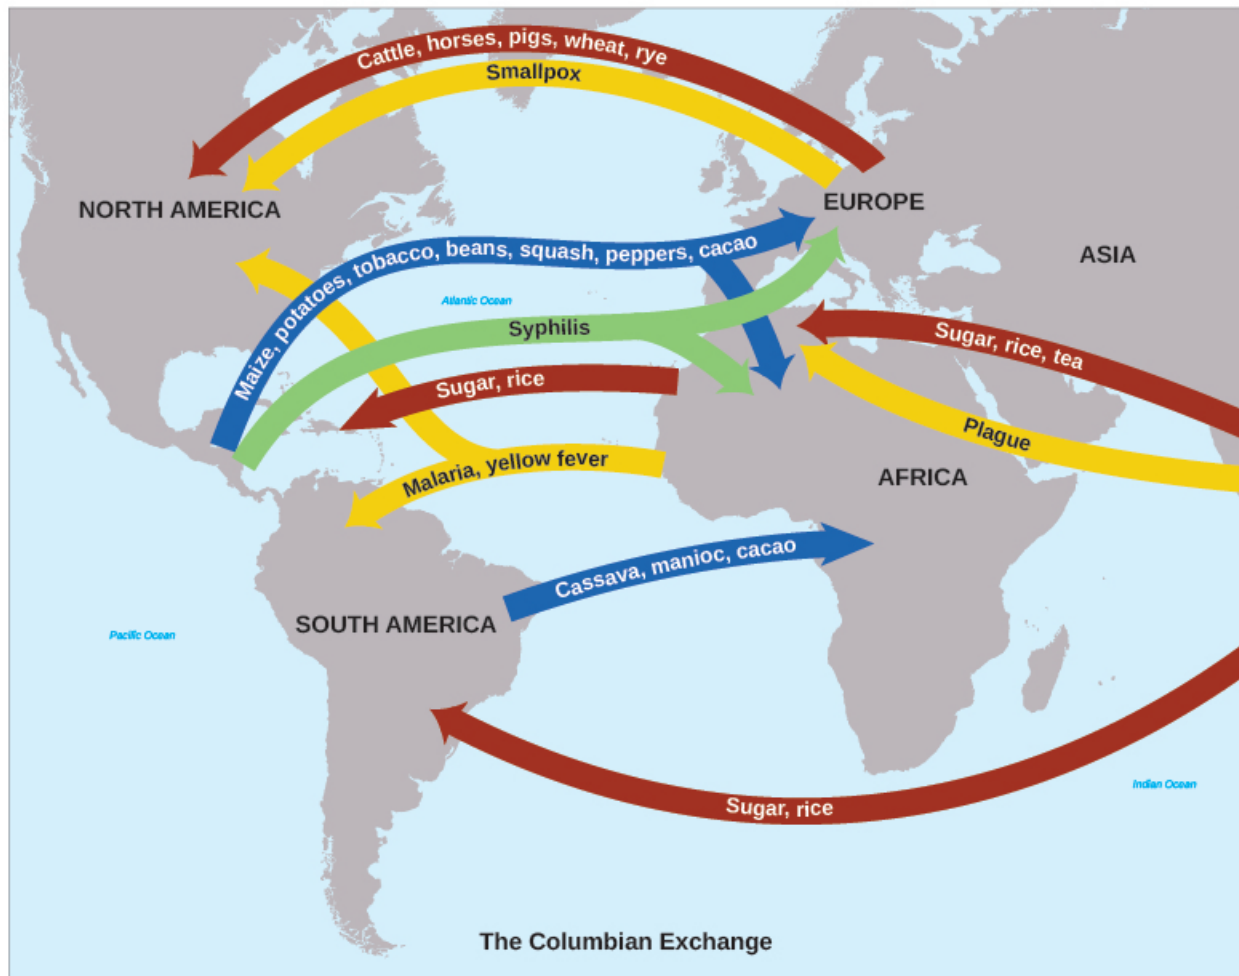 Cattle, horses, pigs, wheat, rye
Smallpox
NORTH AMERICA
EUROPE
Maize, potatoes, tobacco, beans, squash, peppers, cacao
ASIA
Atlantic Ocean
Syphilis
Sugar, rice, tea
Sugar, rice
Plague
Malaria, yellow fever
AFRICA
Cassava, manioc, cacao
SOUTH AMERICA
Pacific Ocean
Indian Ocean
Sugar, rice
The Columbian Exchange